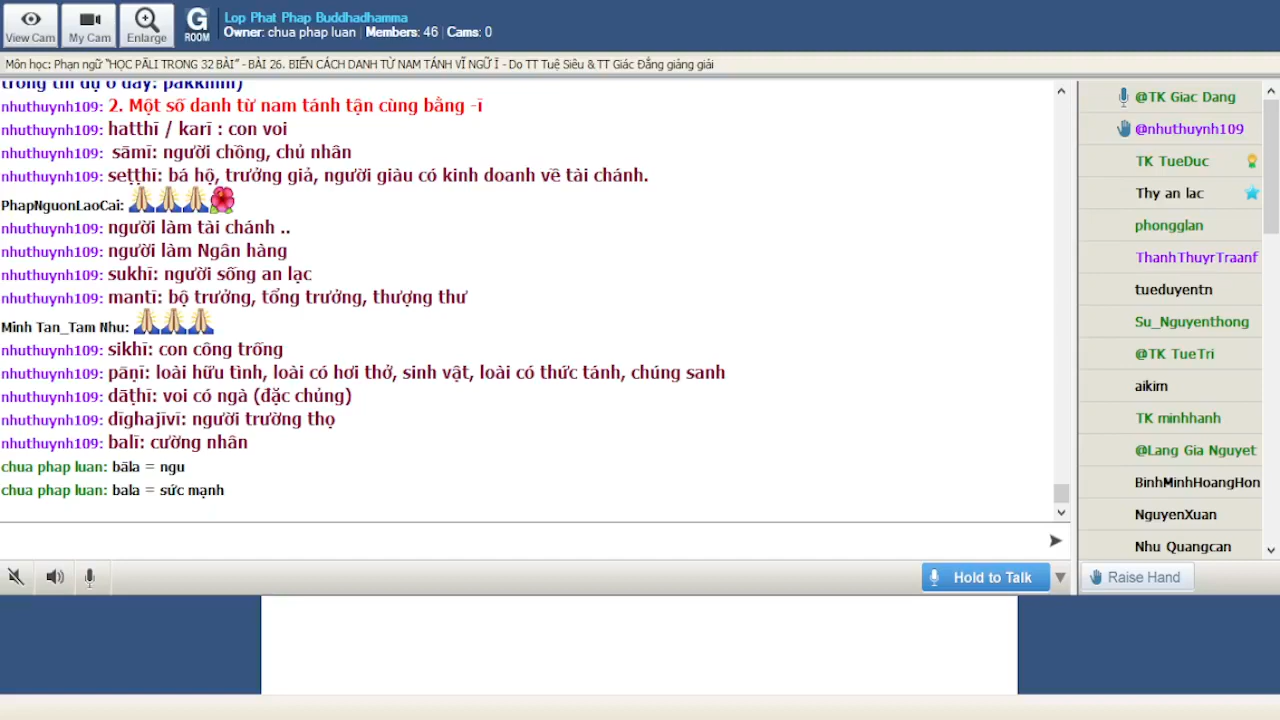 View Cam
My Cam
Enlarge
G
ROOM
Lop Phat Phap Buddhadhamma
Owner: chua phap luan | Members: 46 | Cams: 0
Môn học: Phạn ngữ "HỌC PĀLI TRONG 32 BÀI" - BÀI 26. BIẾN CÁCH DANH TỪ NAM TÁNH VĨ NGỮ Ī - Do TT Tuệ Siêu & TT Giác Đẳng giảng giải
trong thí dụ ở đây: pakkhinī)
nhuthuynh109: 2. Một số danh từ nam tánh tận cùng bằng -ī
nhuthuynh109: hatthī / karī : con voi
nhuthuynh109: sāmī: người chồng, chủ nhân
nhuthuynh109: seṭṭhī: bá hộ, trưởng giả, người giàu có kinh doanh về tài chánh.
PhapNguonLaoCai:
nhuthuynh109: người làm tài chánh ..
nhuthuynh109: người làm Ngân hàng
nhuthuynh109: sukhī: người sống an lạc
nhuthuynh109: mantī: bộ trưởng, tổng trưởng, thượng thư
Minh Tan_Tam Nhu:
nhuthuynh109: sikhī: con công trống
nhuthuynh109: pāṇī: loài hữu tình, loài có hơi thở, sinh vật, loài có thức tánh, chúng sanh
nhuthuynh109: dāṭhī: voi có ngà (đặc chủng)
nhuthuynh109: dīghajīvī: người trường thọ
nhuthuynh109: balī: cường nhân
chua phap luan: bāla = ngu
chua phap luan: bala = sức mạnh
Hold to Talk
@TK Giac Dang
@nhuthuynh109
TK TueDuc
Thy an lac
phongglan
ThanhThuyrTraanf
tueduyentn
Su_Nguyenthong
@TK TueTri
aikim
TK minhhanh
@Lang Gia Nguyet
BinhMinhHoangHon
NguyenXuan
Nhu Quangcan
Raise Hand